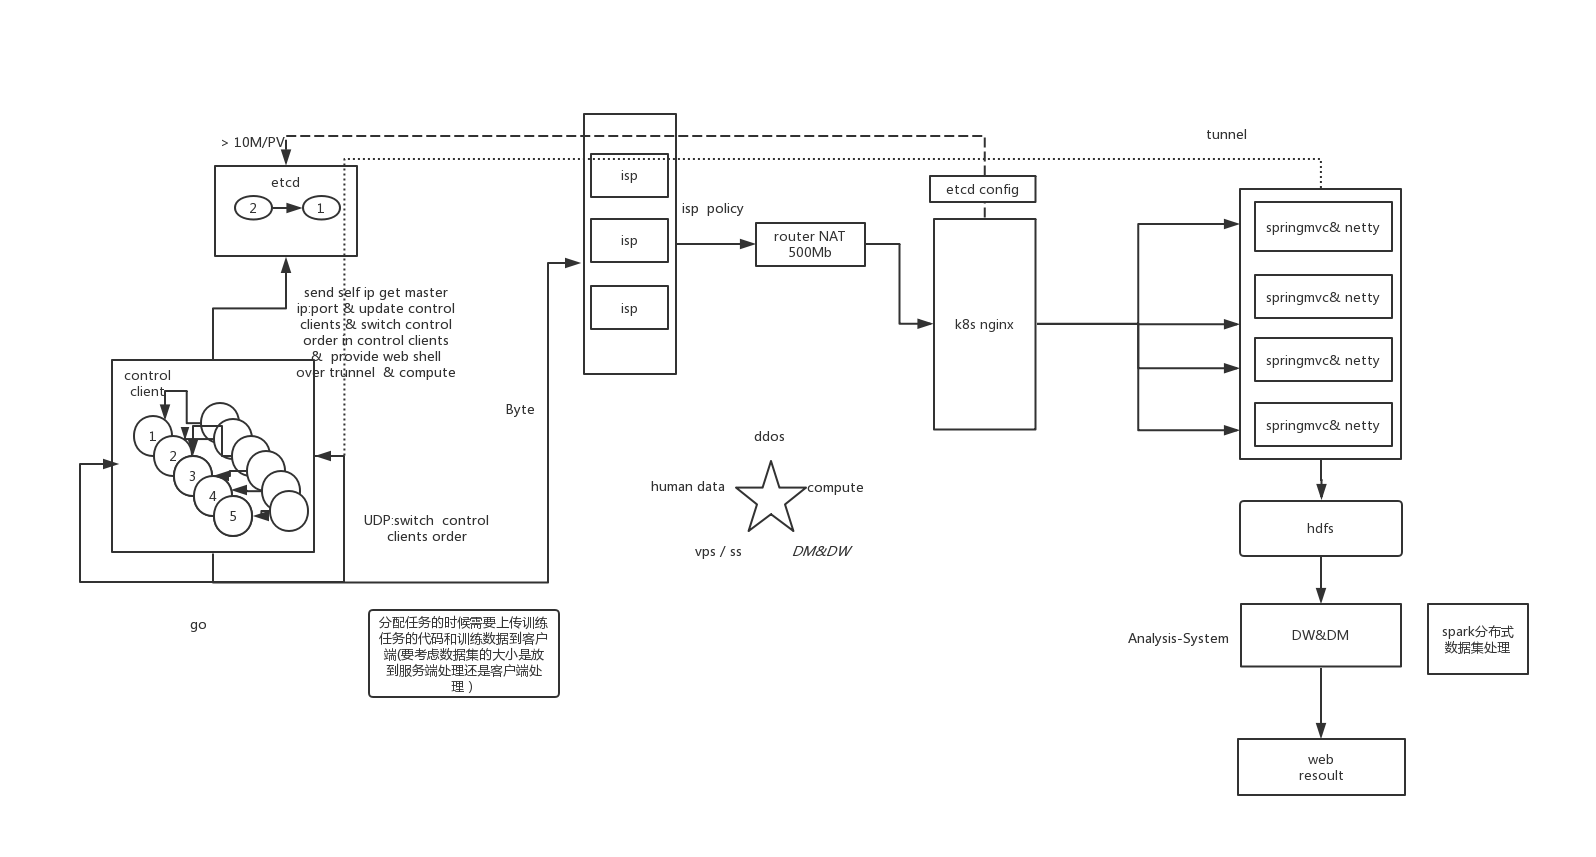 > 10M/PV
etcd
2
1
send self ip get master
ip:port & update control
clients & switch control
order in control clients
& provide web shell
over trunnel & compute
control
client
1
2
3
4
5
UDP:switch control
clients order
go
Byte
isp
isp
isp
isp policy
router NAT
500Mb
etcd config
k8s nginx
tunnel
springmvc& netty
springmvc& netty
springmvc& netty
springmvc& netty
ddos
human data
compute
vps / ss
DM&DW
分配任务的时候需要上传训练
任务的代码和训练数据到客户
端(要考虑数据集的大小是放
到服务端处理还是客户端处
理 )
hdfs
Analysis-System
DW&DM
spark分布式
数据集处理
web
resoult